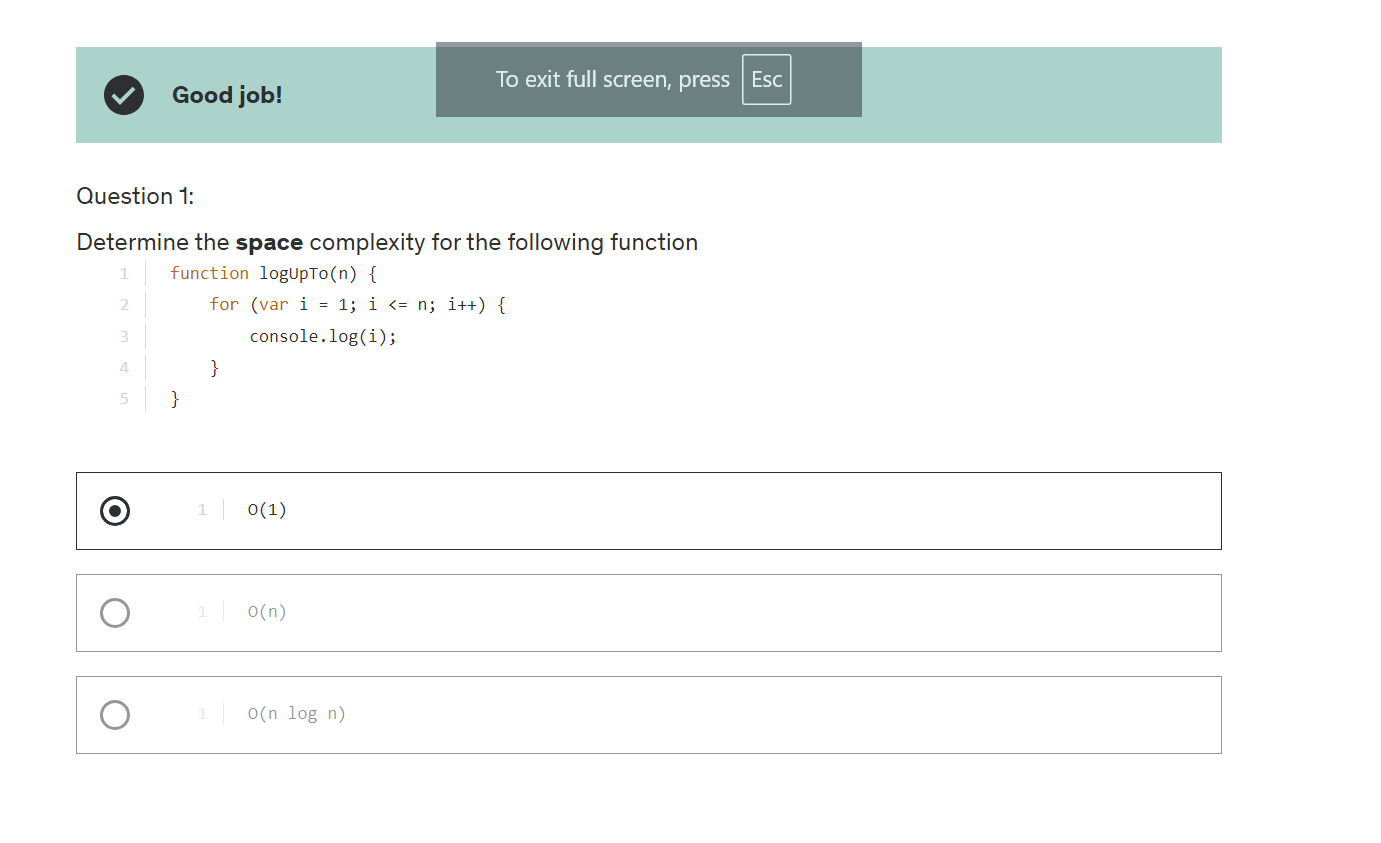 To exit full screen, press Esc
Good job!
Question 1:
Determine the space complexity for the following function
1 function logUpTo(n) {
2 for (var i = 1; i <= n; i++) {
3 console.log(i);
4 }
5 }
1 O(1)
1 O(n)
1 O(n log n)